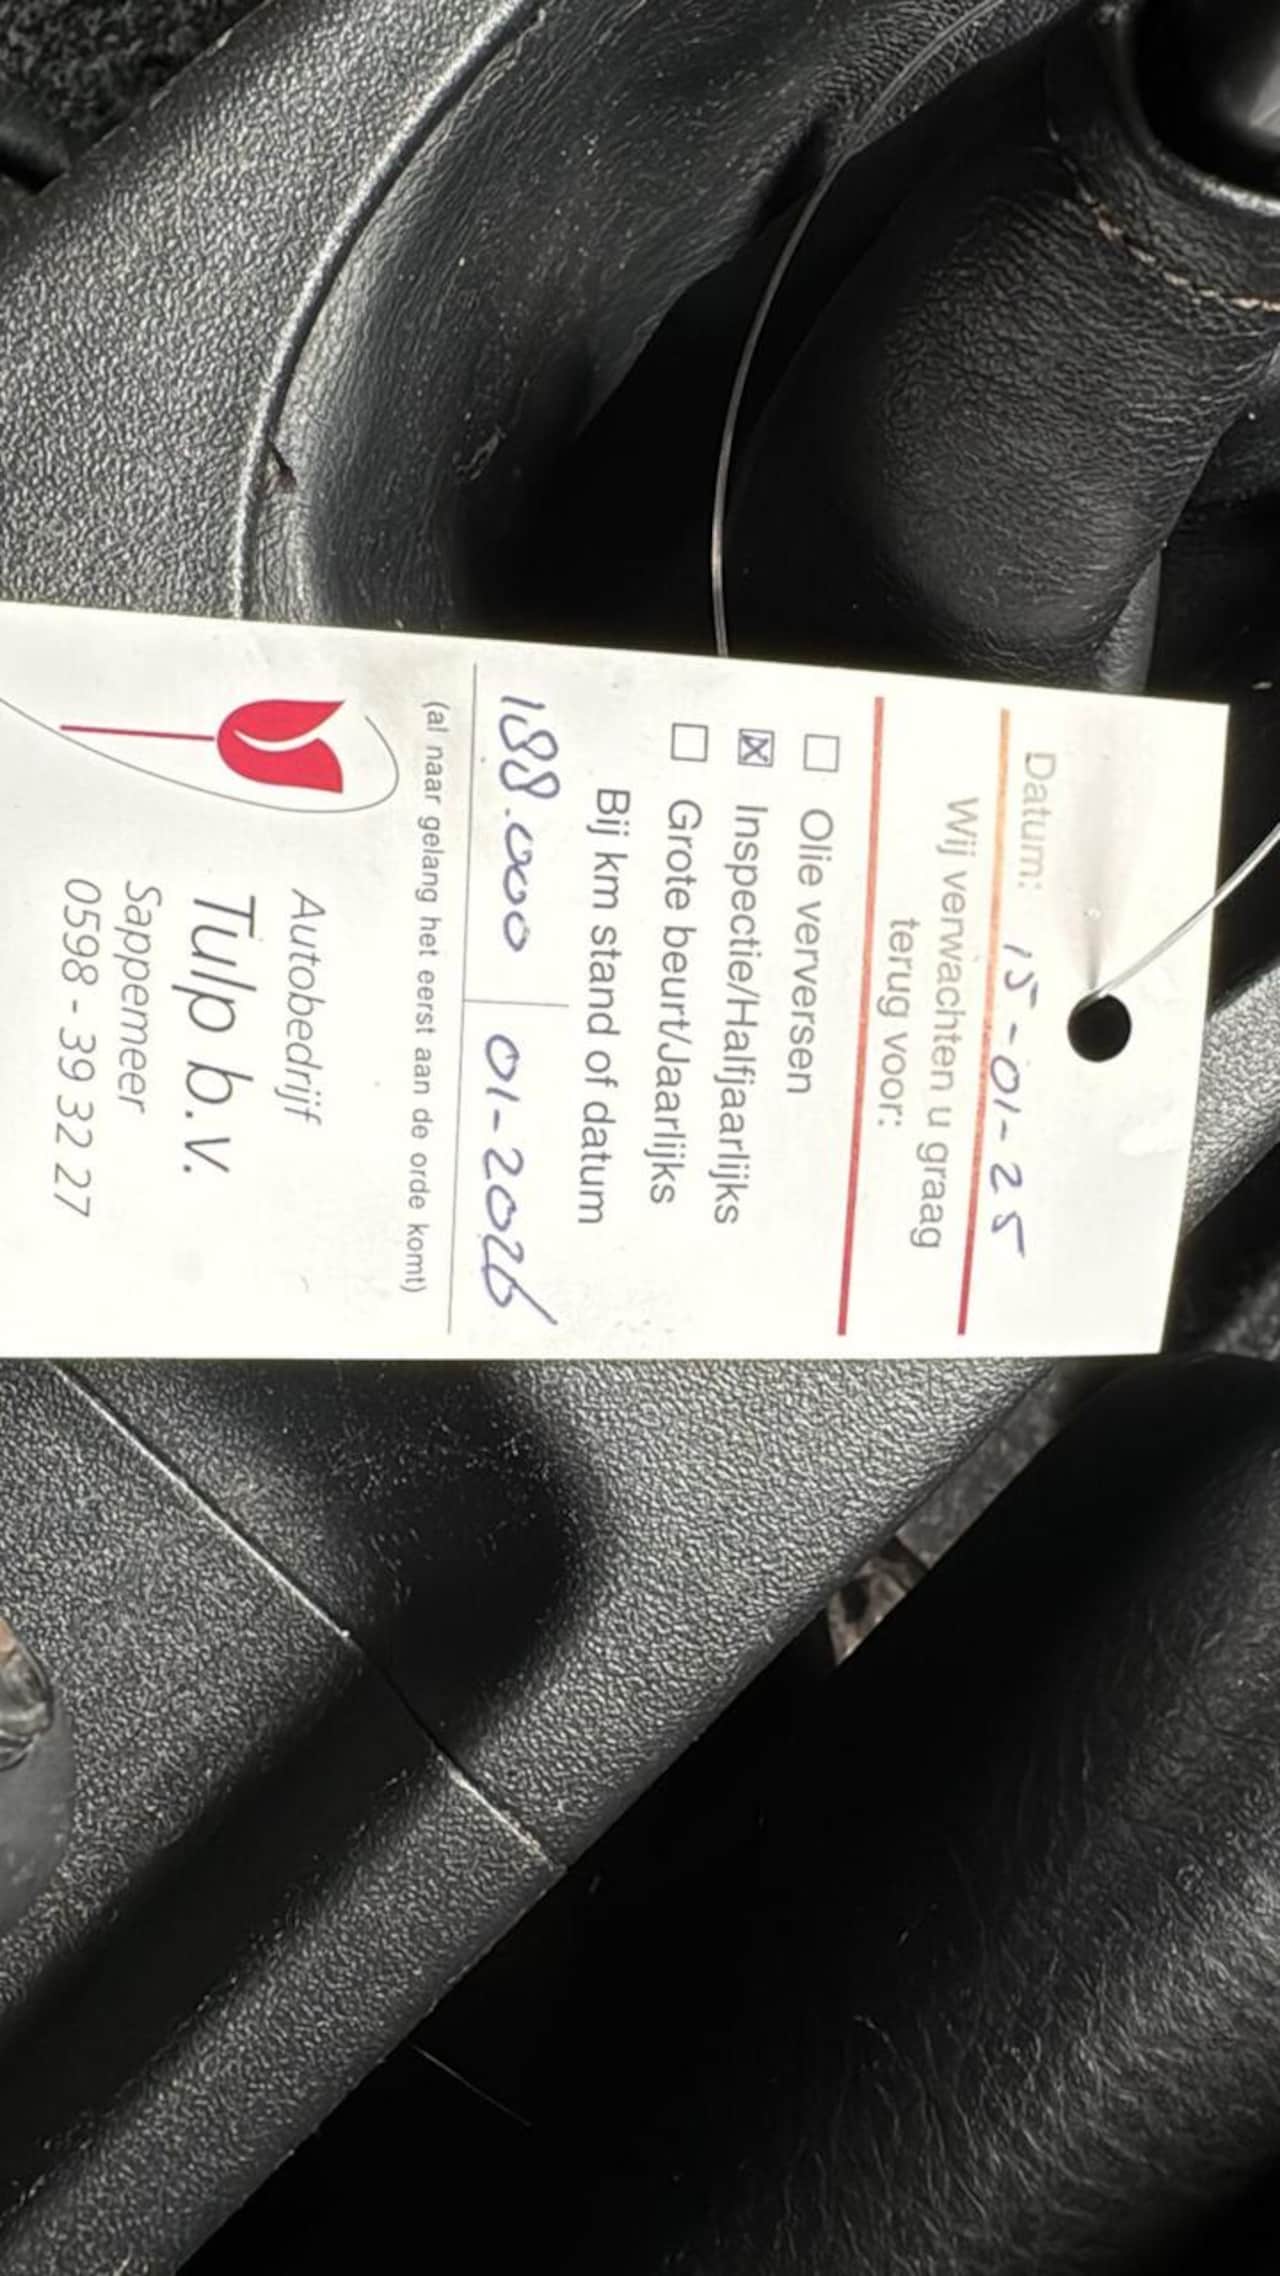 Datum: 15-01-25
Wij verwachten u graag
terug voor:
Olie verversen
Inspectie/Halfjaarlijks
Grote beurt/Jaarlijks
Bij km stand of datum
188.000 01-2026
(al naar gelang het eerst aan de orde komt)
Autobedrijf
Tulp b.v.
Sappemeer
0598 - 39 32 27